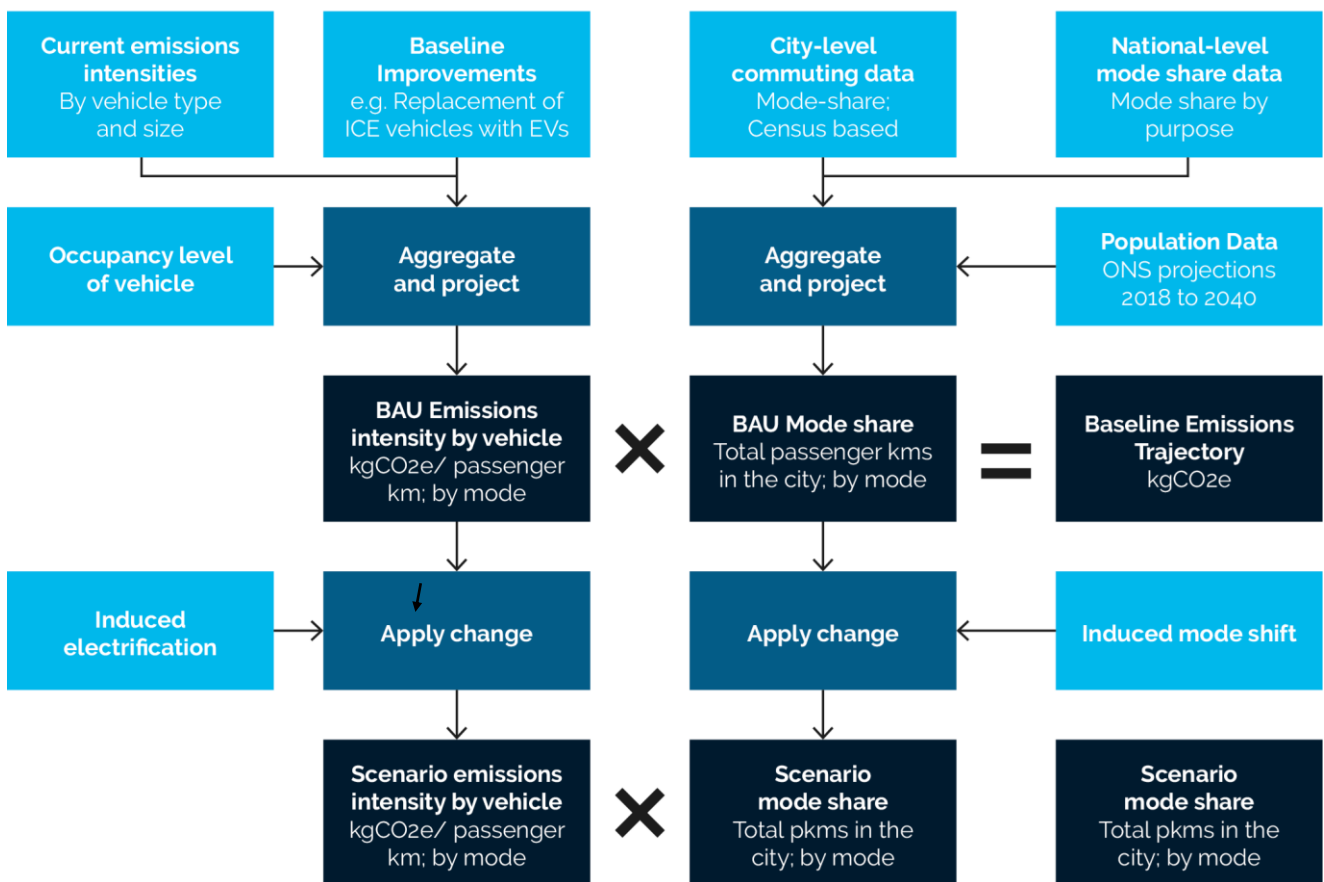 Current emissions
intensities
By vehicle type
and size
Baseline
Improvements
e.g. Replacement of
ICE vehicles with EVs
City-level
commuting data
Mode-share;
Census based
National-level
mode share data
Mode share by
purpose
Occupancy level
of vehicle
Aggregate
and project
Aggregate
and project
Population Data
ONS projections
2018 to 2040
BAU Emissions
intensity by vehicle
kgCO2e/ passenger
km; by mode
×
BAU Mode share
Total passenger kms
in the city; by mode
=
Baseline Emissions
Trajectory
kgCO2e
Induced
electrification
Apply change
Apply change
Induced mode shift
Scenario emissions
intensity by vehicle
kgCO2e/ passenger
km; by mode
×
Scenario
mode share
Total pkms in the
city; by mode
Scenario
mode share
Total pkms in the
city; by mode